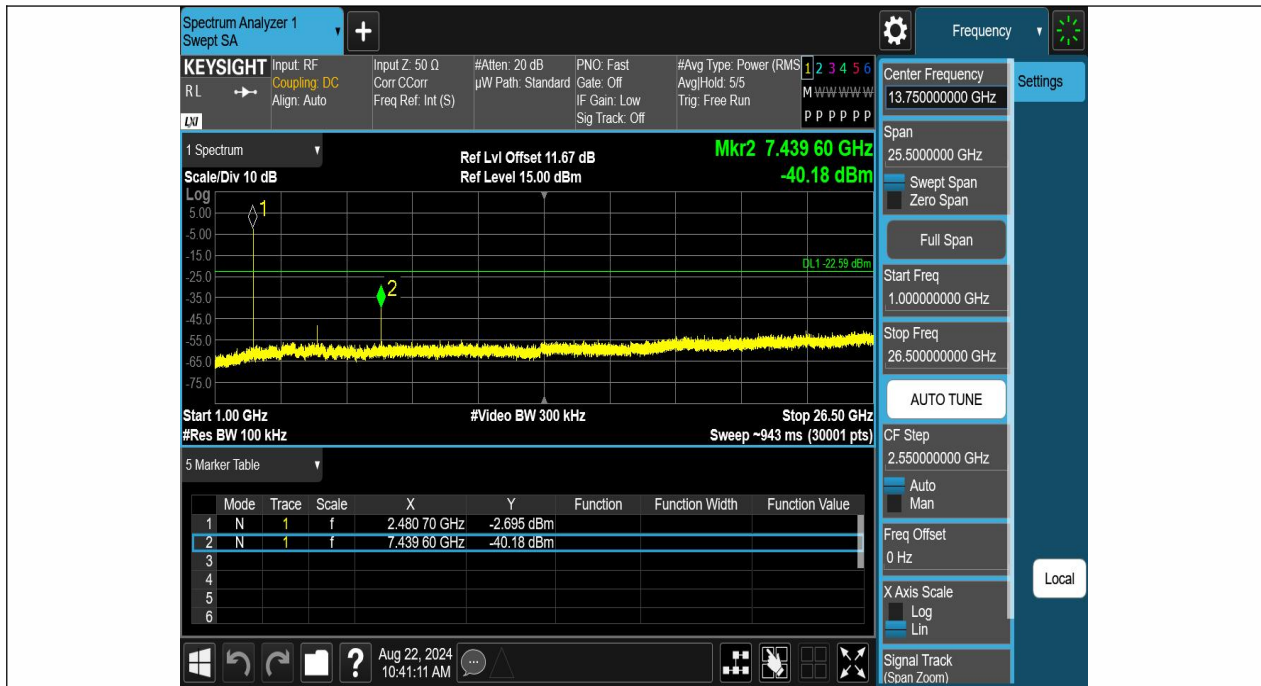 Spectrum Analyzer 1
Swept SA
+
Frequency
KEYSIGHT
RL
LXI
Input: RF
Coupling: DC
Align: Auto
Input Z: 50 Ω
Corr CCorr
Freq Ref: Int (S)
#Atten: 20 dB
µW Path: Standard
PNO: Fast
Gate: Off
IF Gain: Low
Sig Track: Off
#Avg Type: Power (RMS
Avg|Hold: 5/5
Trig: Free Run
1 2 3 4 5 6
M W W W W W
P P P P P P
1 Spectrum
Scale/Div 10 dB
Ref Lvl Offset 11.67 dB
Ref Level 15.00 dBm
Mkr2 7.439 60 GHz
-40.18 dBm
Log
5.00
-5.00
-15.0
-25.0
-35.0
-45.0
-55.0
-65.0
-75.0
1
2
DL1 -22.59 dBm
Start 1.00 GHz
#Res BW 100 kHz
#Video BW 300 kHz
Stop 26.50 GHz
Sweep ~943 ms (30001 pts)
5 Marker Table
Mode Trace Scale X Y Function Function Width Function Value
1 N 1 f 2.480 70 GHz -2.695 dBm
2 N 1 f 7.439 60 GHz -40.18 dBm
3
4
5
6
?
Aug 22, 2024
10:41:11 AM
Center Frequency
13.750000000 GHz
Settings
Span
25.5000000 GHz
Swept Span
Zero Span
Full Span
Start Freq
1.000000000 GHz
Stop Freq
26.500000000 GHz
AUTO TUNE
CF Step
2.550000000 GHz
Auto
Man
Freq Offset
0 Hz
Local
X Axis Scale
Log
Lin
Signal Track
(Span Zoom)